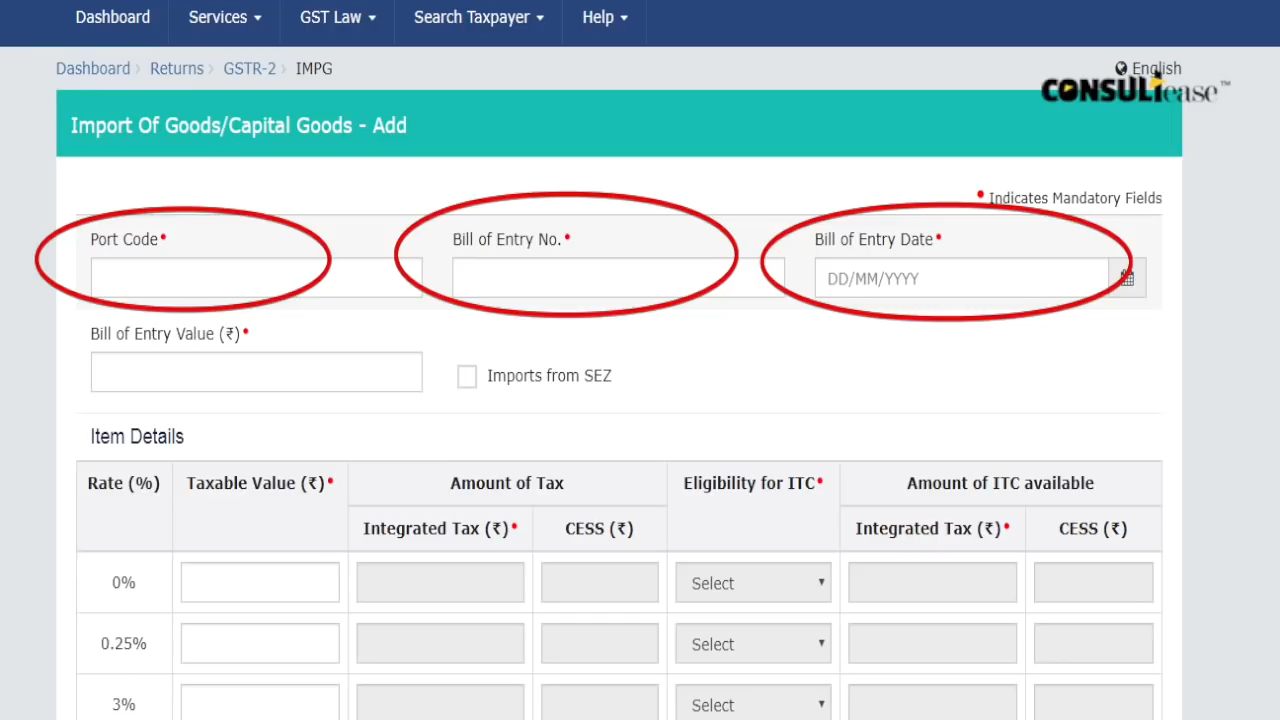 Dashboard Services GST Law Search Taxpayer Help
Dashboard Returns GSTR-2 IMPG
English
CONSULTease™
Import Of Goods/Capital Goods - Add
• Indicates Mandatory Fields
Port Code• Bill of Entry No.• Bill of Entry Date•
DD/MM/YYYY
Bill of Entry Value (₹)•
Imports from SEZ
Item Details
Rate (%) Taxable Value (₹)• Amount of Tax Eligibility for ITC• Amount of ITC available
Integrated Tax (₹)• CESS (₹) Integrated Tax (₹)• CESS (₹)
0% Select
0.25% Select
3% Select